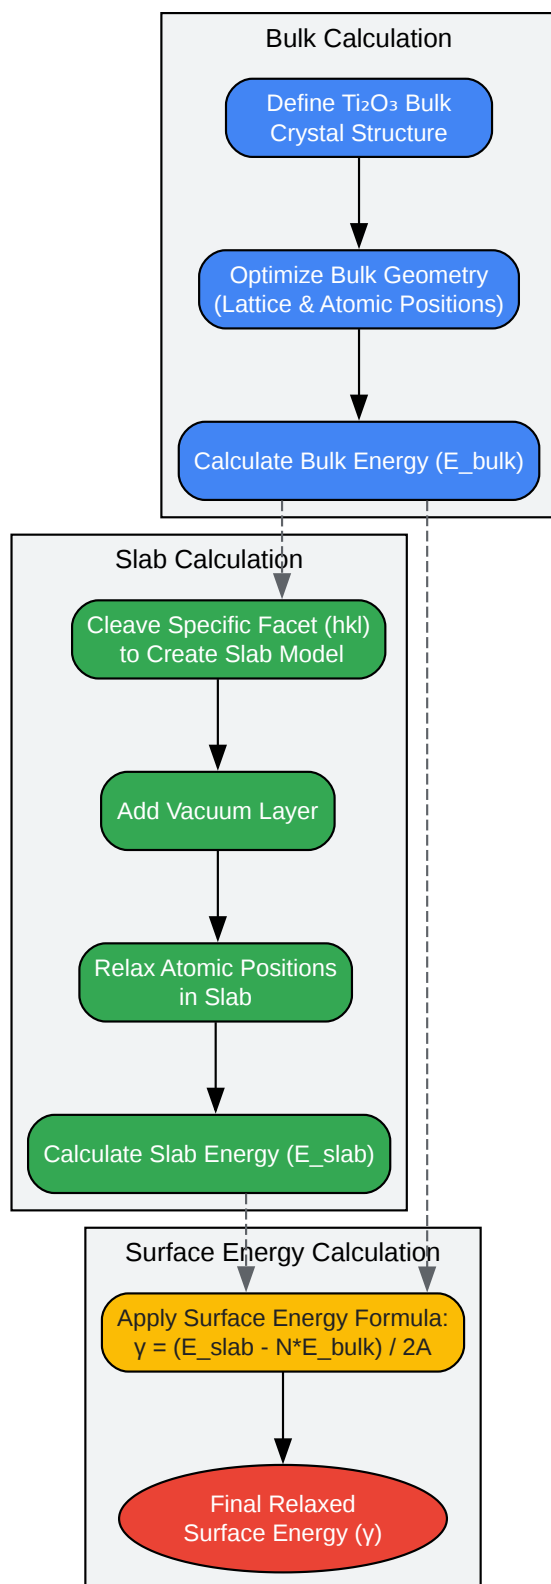 Bulk Calculation
Define Ti₂O₃ Bulk
Crystal Structure
Optimize Bulk Geometry
(Lattice & Atomic Positions)
Calculate Bulk Energy (E_bulk)
Slab Calculation
Cleave Specific Facet (hkl)
to Create Slab Model
Add Vacuum Layer
Relax Atomic Positions
in Slab
Calculate Slab Energy (E_slab)
Surface Energy Calculation
Apply Surface Energy Formula:
γ = (E_slab - N*E_bulk) / 2A
Final Relaxed
Surface Energy (γ)